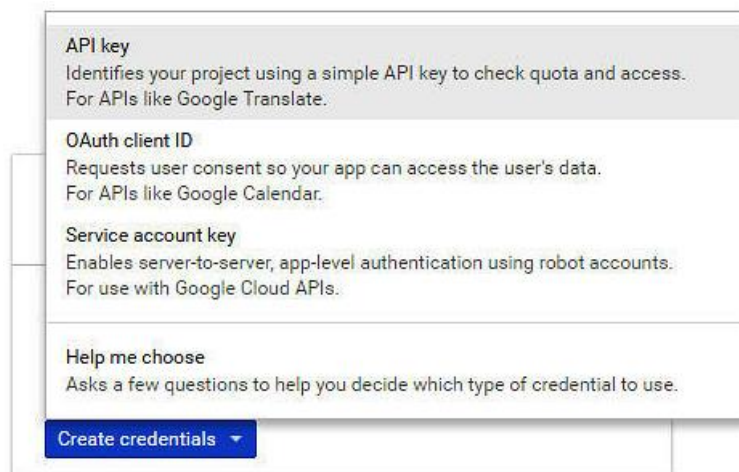 API key
Identifies your project using a simple API key to check quota and access.
For APIs like Google Translate.
OAuth client ID
Requests user consent so your app can access the user's data.
For APIs like Google Calendar.
Service account key
Enables server-to-server, app-level authentication using robot accounts.
For use with Google Cloud APIs.
Help me choose
Asks a few questions to help you decide which type of credential to use.
Create credentials